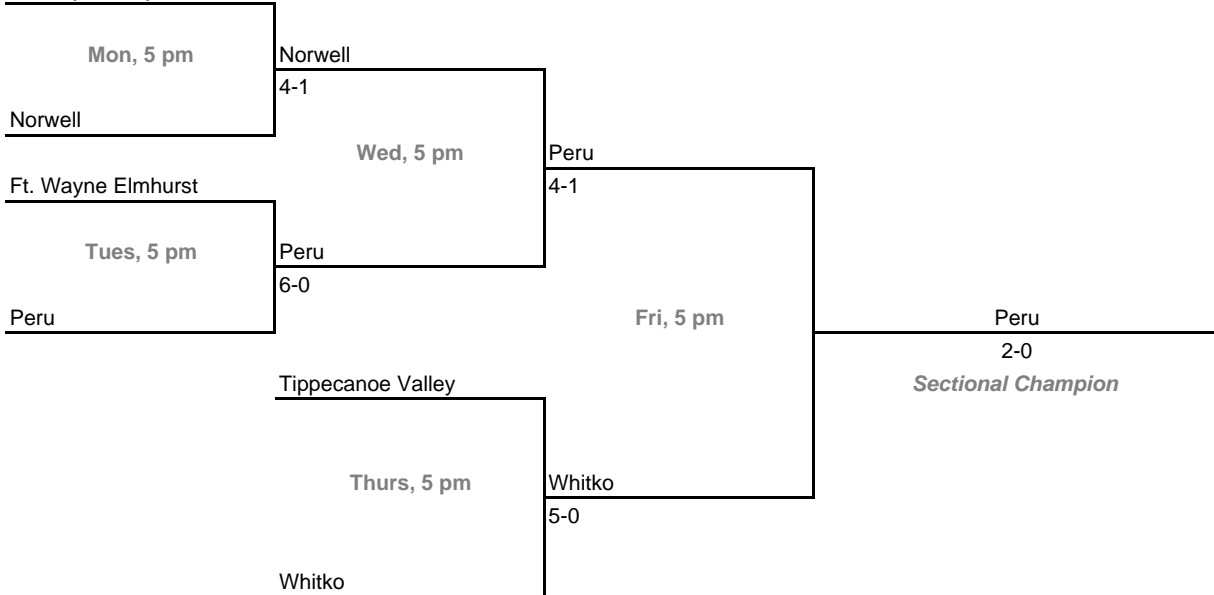 Mon, 5 pm
Norwell
4-1
Norwell
Wed, 5 pm
Peru
4-1
Ft. Wayne Elmhurst
Tues, 5 pm
Peru
6-0
Peru
Fri, 5 pm
Peru
2-0
Sectional Champion
Tippecanoe Valley
Thurs, 5 pm
Whitko
5-0
Whitko